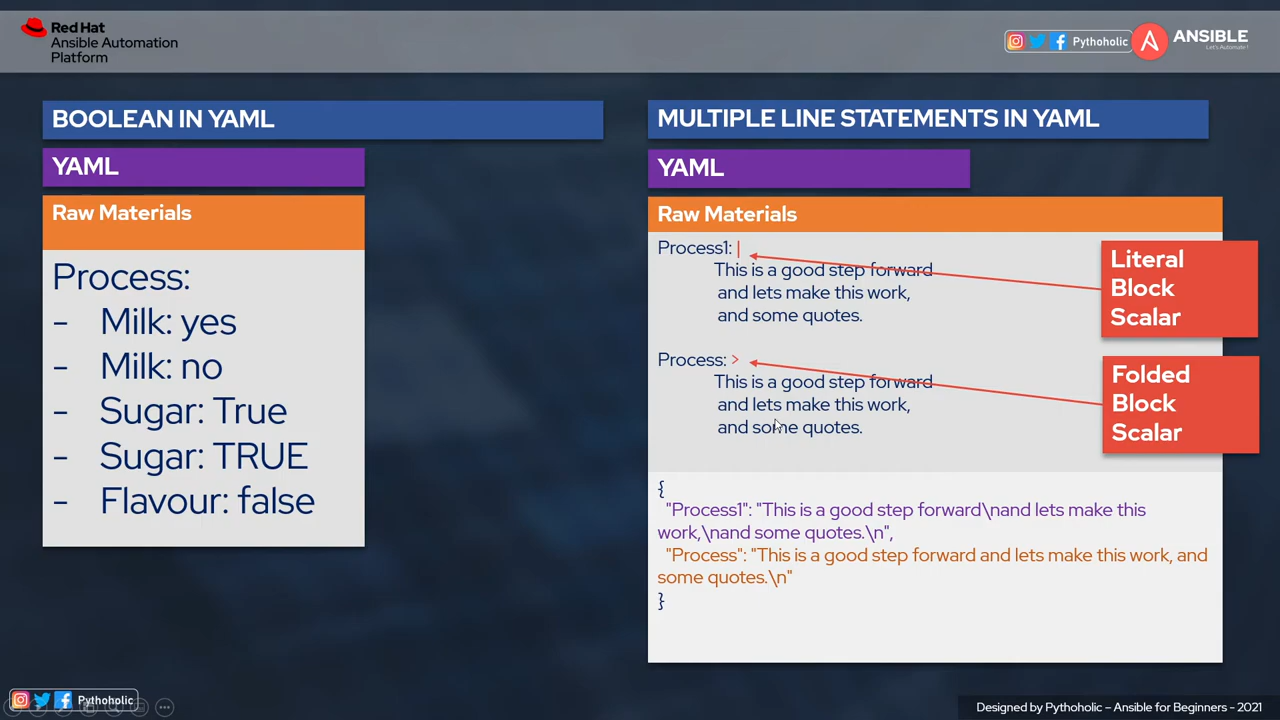 Red Hat
Ansible Automation
Platform
Pythoholic
ANSIBLE
Let's Automate!
BOOLEAN IN YAML
YAML
Raw Materials
Process:
- Milk: yes
- Milk: no
- Sugar: True
- Sugar: TRUE
- Flavour: false
MULTIPLE LINE STATEMENTS IN YAML
YAML
Raw Materials
Process1: |
This is a good step forward
and lets make this work,
and some quotes.
Process: >
This is a good step forward
and lets make this work,
and some quotes.
Literal
Block
Scalar
Folded
Block
Scalar
{
"Process1": "This is a good step forward\nand lets make this
work,\nand some quotes.\n",
"Process": "This is a good step forward and lets make this work, and
some quotes.\n"
}
Pythoholic
Designed by Pythoholic – Ansible for Beginners - 2021